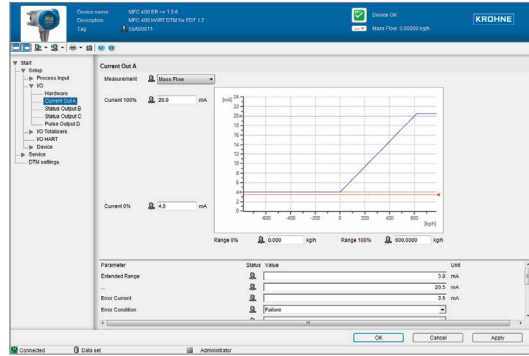 Device name MFC 400 ER >= 1.0.6
Description MFC 400 HART DTM for FDT 1.2
Tag ssA00011
Device OK
Mass Flow: 0.00000 kg/h
KROHNE
Start
Setup
Process Input
I/O
Hardware
Current Out A
Status Output B
Status Output C
Pulse Output D
I/O Totalisers
I/O HART
Device
Service
DTM settings
Current Out A
Measurement Mass Flow
Current 100% 20.0 mA
Current 0% 4.0 mA
[mA]
24
22
20
18
16
14
12
10
8
6
4
2
0
-600 -400 -200 0 200 400 600
[kg/h]
Range 0% 0.000 kg/h Range 100% 600.0000 kg/h
Parameter Status Value Unit
Extended Range 3.8 mA
... 20.5 mA
Error Current 3.5 mA
Error Condition Failure
OK Cancel Apply
Connected Data set Administrator